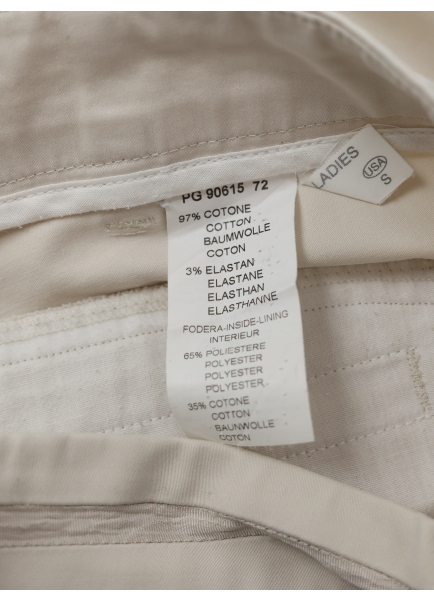 PG 90615 72
97% COTONE
COTTON
BAUMWOLLE
COTON
3% ELASTAN
ELASTANE
ELASTHAN
ELASTHANNE
FODERA-INSIDE-LINING
INTERIEUR
65% POLIESTERE
POLYESTER
POLYESTER
POLYESTER
35% COTONE
COTTON
BAUNWOLLE
COTON
LADIES
USA
S